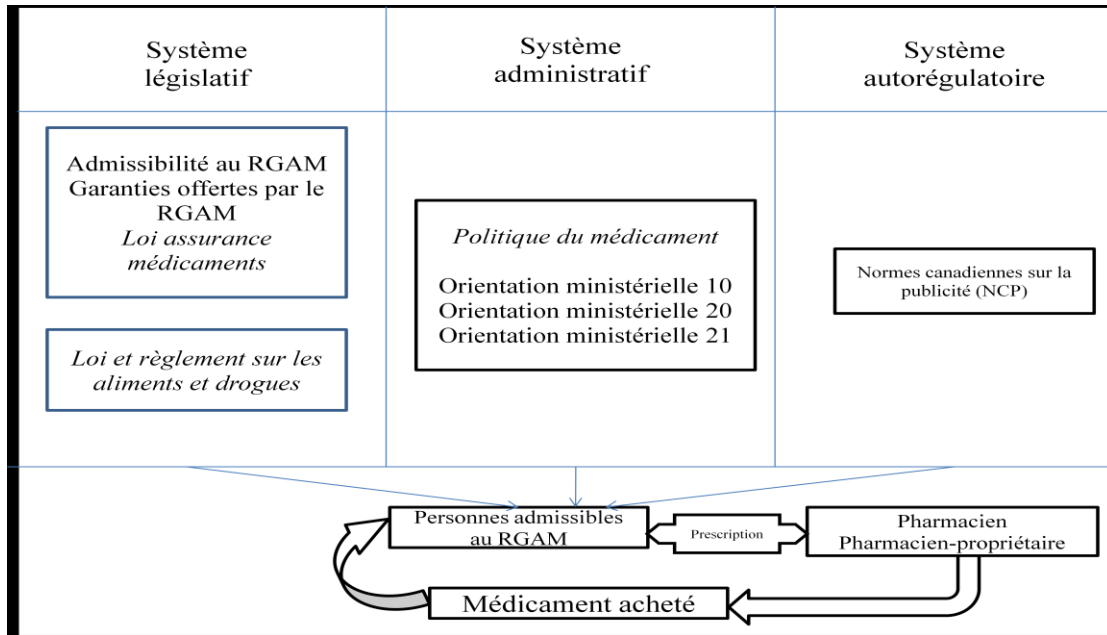 Système
législatif
Système
administratif
Système
autorégulatoire
Admissibilité au RGAM
Garanties offertes par le
RGAM
Loi assurance
médicaments
Loi et règlement sur les
aliments et drogues
Politique du médicament
Orientation ministérielle 10
Orientation ministérielle 20
Orientation ministérielle 21
Normes canadiennes sur la
publicité (NCP)
Personnes admissibles
au RGAM
Prescription
Pharmacien
Pharmacien-propriétaire
Médicament acheté